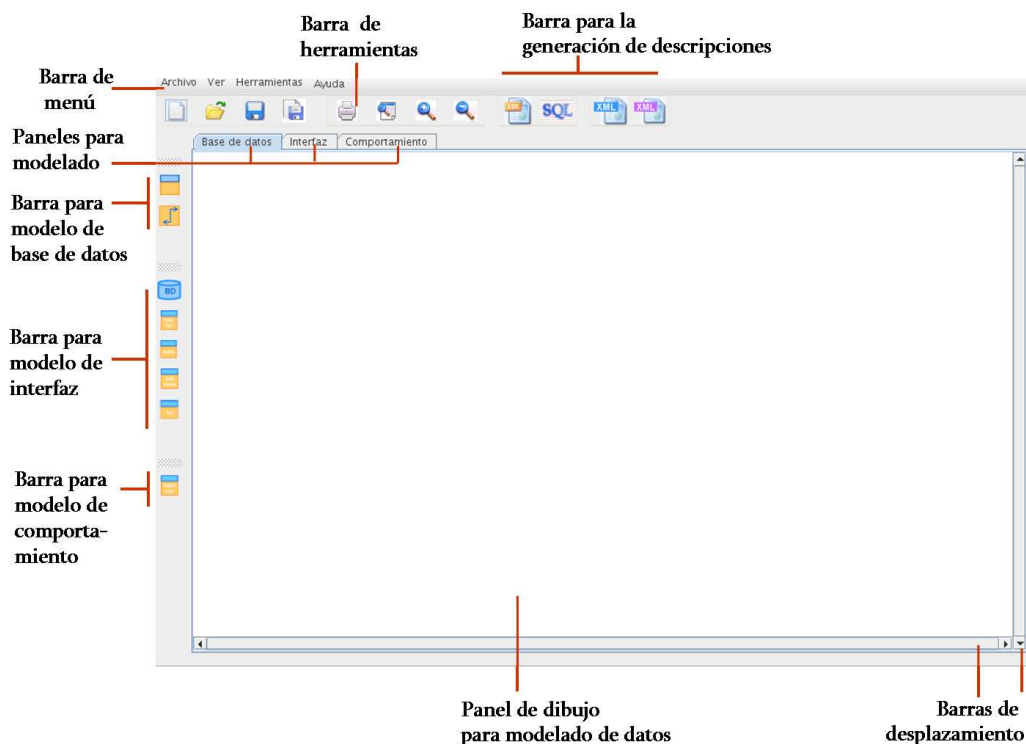 Barra de
herramientas
Barra para la
generación de descripciones
Barra de
menú
Archivo Ver Herramientas Ayuda
XML SQL XML XML
Paneles para
modelado
Base de datos Interfaz Comportamiento
Barra para
modelo de
base de datos
BD
Barra para
modelo de
interfaz
Barra para
modelo de
comporta-
miento
Panel de dibujo
para modelado de datos
Barras de
desplazamiento